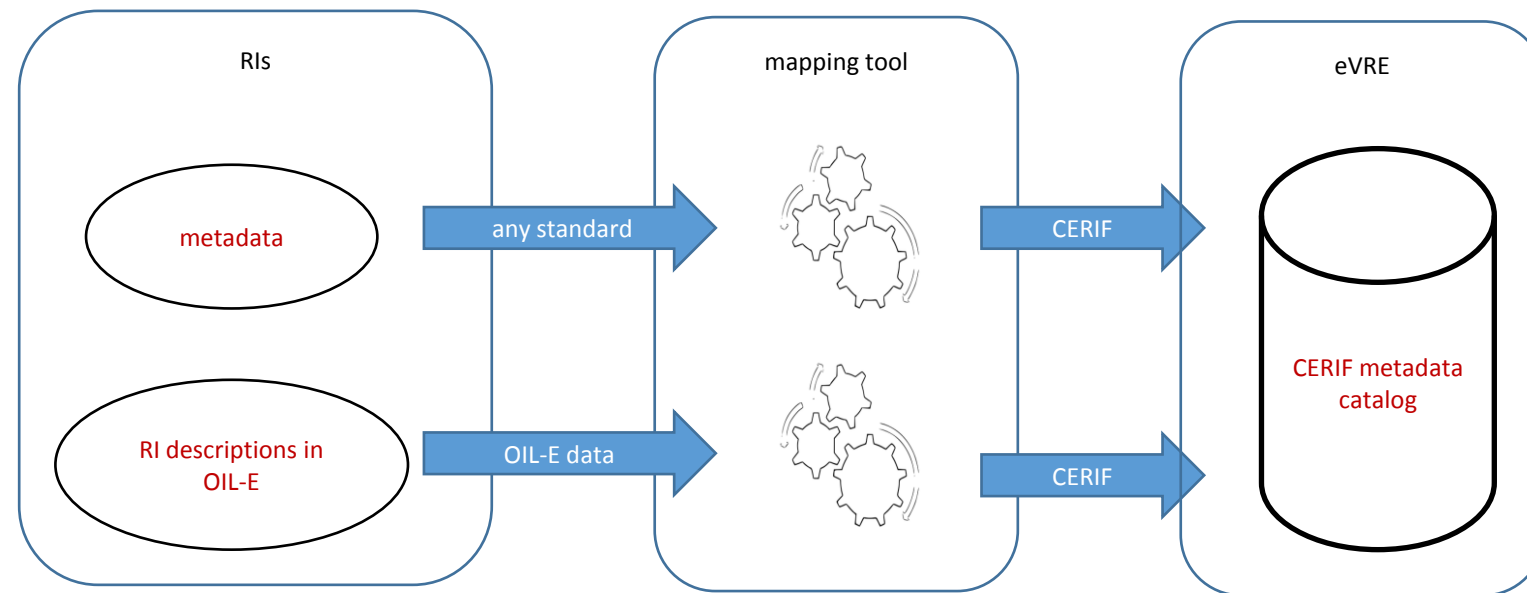 RIs
mapping tool
eVRE
metadata
any standard
CERIF
CERIF metadata
catalog
RI descriptions in
OIL-E
OIL-E data
CERIF